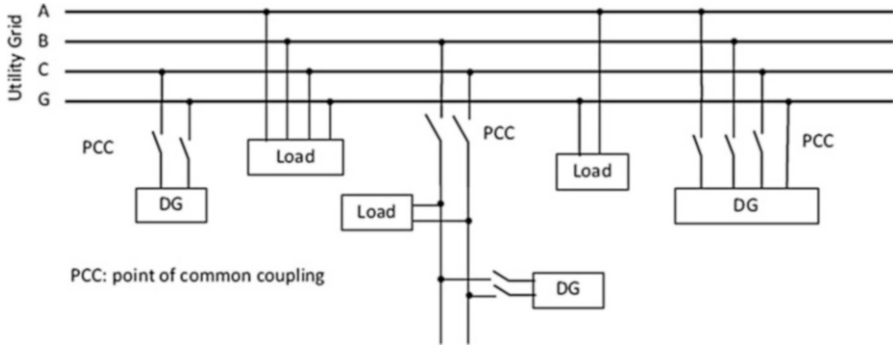 Utility Grid
A
B
C
G
PCC
Load
PCC
Load
PCC
DG
Load
DG
PCC: point of common coupling
DG